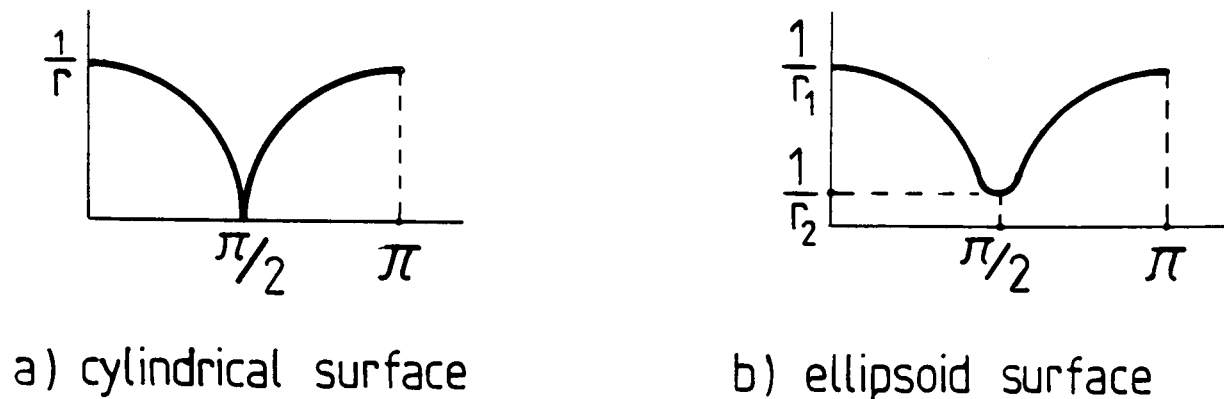 1/r
π/2
π
a) cylindrical surface
1/r₁
1/r₂
π/2
π
b) ellipsoid surface